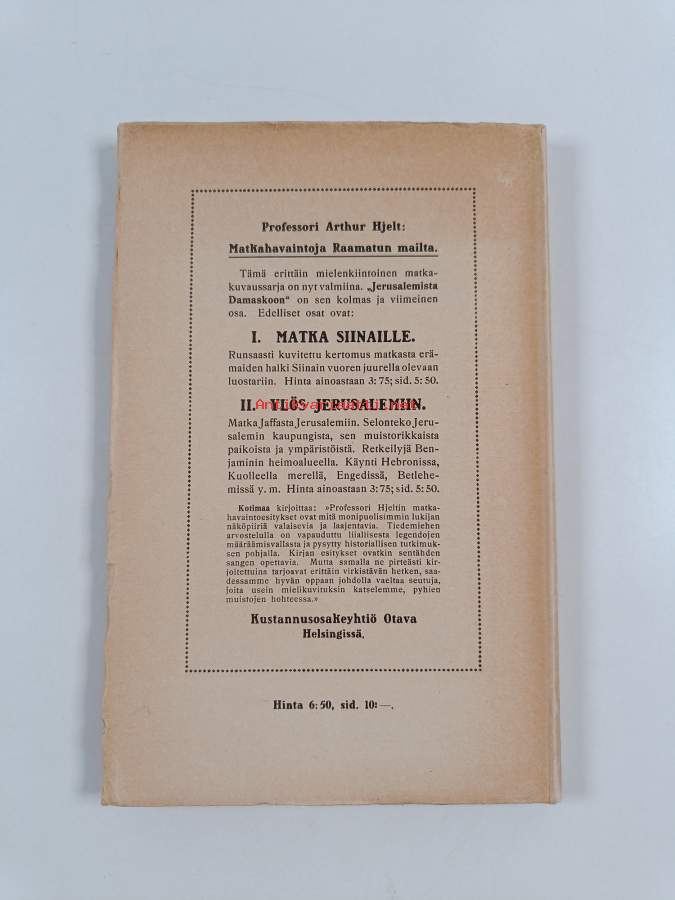 Professori Arthur Hjelt:
Matkahavaintoja Raamatun mailta.
Tämä erittäin mielenkiintoinen matka-
kuvaussarja on nyt valmiina. „Jerusalemista
Damaskoon“ on sen kolmas ja viimeinen
osa. Edelliset osat ovat:
I. MATKA SIINAILLE.
Runsaasti kuvitettu kertomus matkasta erä-
maiden halki Siinain vuoren juurella olevaan
luostariin. Hinta ainoastaan 3: 75; sid. 5: 50.
II. YLÖS JERUSALEMIIN.
Antikvariaatti.net
Matka Jaffasta Jerusalemiin. Selonteko Jeru-
salemin kaupungista, sen muistorikkaista
paikoista ja ympäristöistä. Retkeilyjä Ben-
jaminin heimoalueella. Käynti Hebronissa,
Kuolleella merellä, Engedissä, Betlehe-
missä y. m. Hinta ainoastaan 3: 75; sid. 5: 50.
Kotimaa kirjoittaa: »Professori Hjeltin matka-
havaintoesitykset ovat mitä monipuolisimmin lukijan
näköpiiriä valaisevia ja laajentavia. Tiedemiehen
arvostelulla on vapauduttu liiallisesta legendojen
määräämisvallasta ja pysytty historiallisen tutkimuk-
sen pohjalla. Kirjan esitykset ovatkin sentähden
sangen opettavia. Mutta samalla ne pirteästi kir-
joitettuina tarjoavat erittäin virkistävän hetken, saa-
dessamme hyvän oppaan johdolla vaeltaa seutuja,
joita usein mielikuvituksin katselemme, pyhien
muistojen hohteessa.»
Kustannusosakeyhtiö Otava
Helsingissä.
Hinta 6: 50, sid. 10: —.